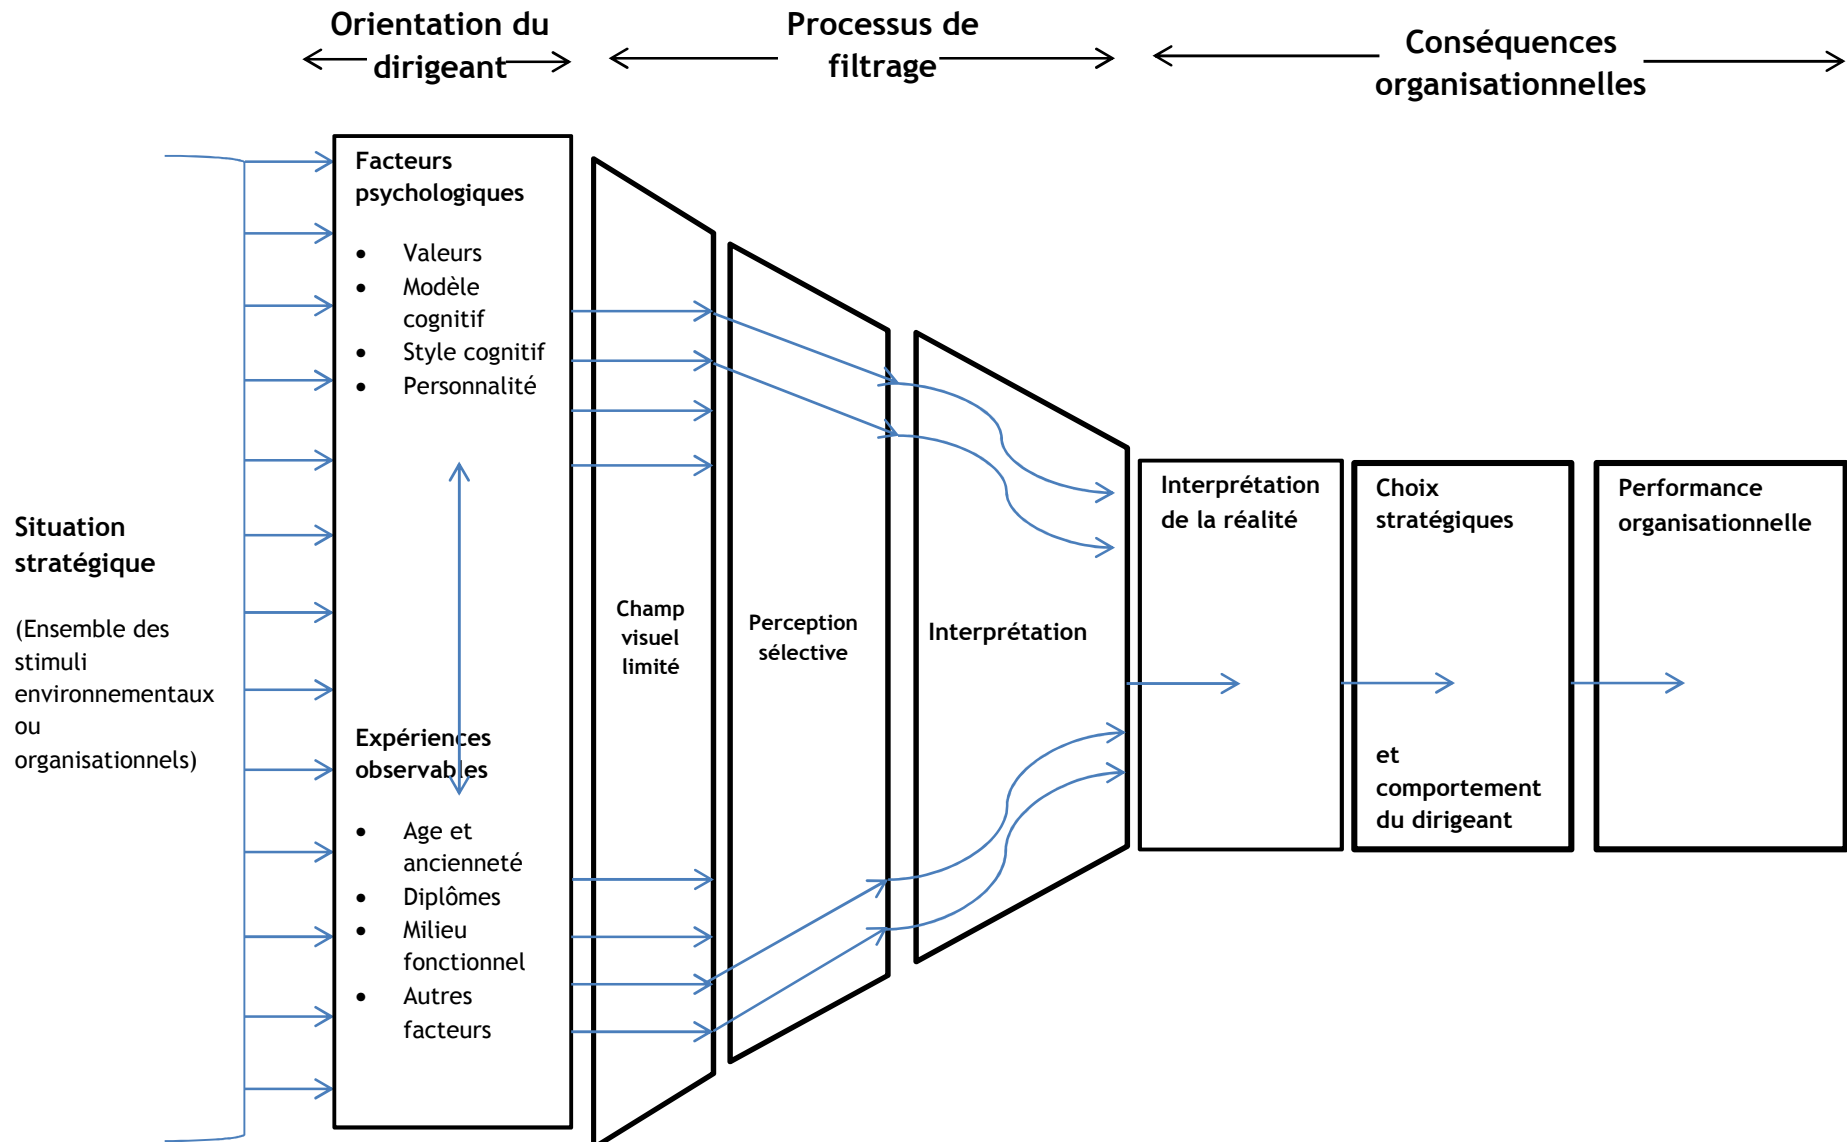 Orientation du
dirigeant
Processus de
filtrage
Conséquences
organisationnelles
Situation
stratégique
(Ensemble des
stimuli
environnementaux
ou
organisationnels)
Facteurs
psychologiques
• Valeurs
• Modèle
cognitif
• Style cognitif
• Personnalité
Expériences
observables
• Age et
ancienneté
• Diplômes
• Milieu
fonctionnel
• Autres
facteurs
Champ
visuel
limité
Perception
sélective
Interprétation
Interprétation
de la réalité
Choix
stratégiques
et
comportement
du dirigeant
Performance
organisationnelle